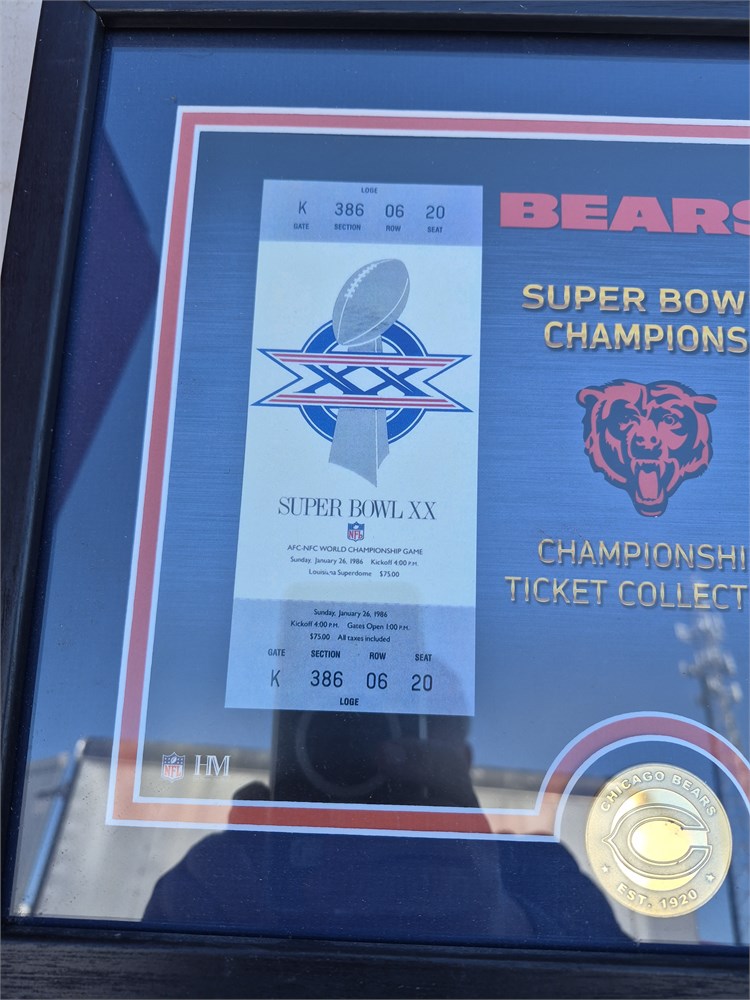 LOGE
K 386 06 20
GATE SECTION ROW SEAT
XX
SUPER BOWL XX
NFL
AFC-NFC WORLD CHAMPIONSHIP GAME
Sunday, January 26, 1986 Kickoff 4:00 P.M.
Louisiana Superdome $75.00
Sunday, January 26, 1986
Kickoff 4:00 P.M. Gates Open 1:00 P.M.
$75.00 All taxes included
GATE SECTION ROW SEAT
K 386 06 20
LOGE
NFL HM
BEARS
SUPER BOW
CHAMPIONS
CHAMPIONSHI
TICKET COLLECT
CHICAGO BEARS
C
★ EST. 1920 ★